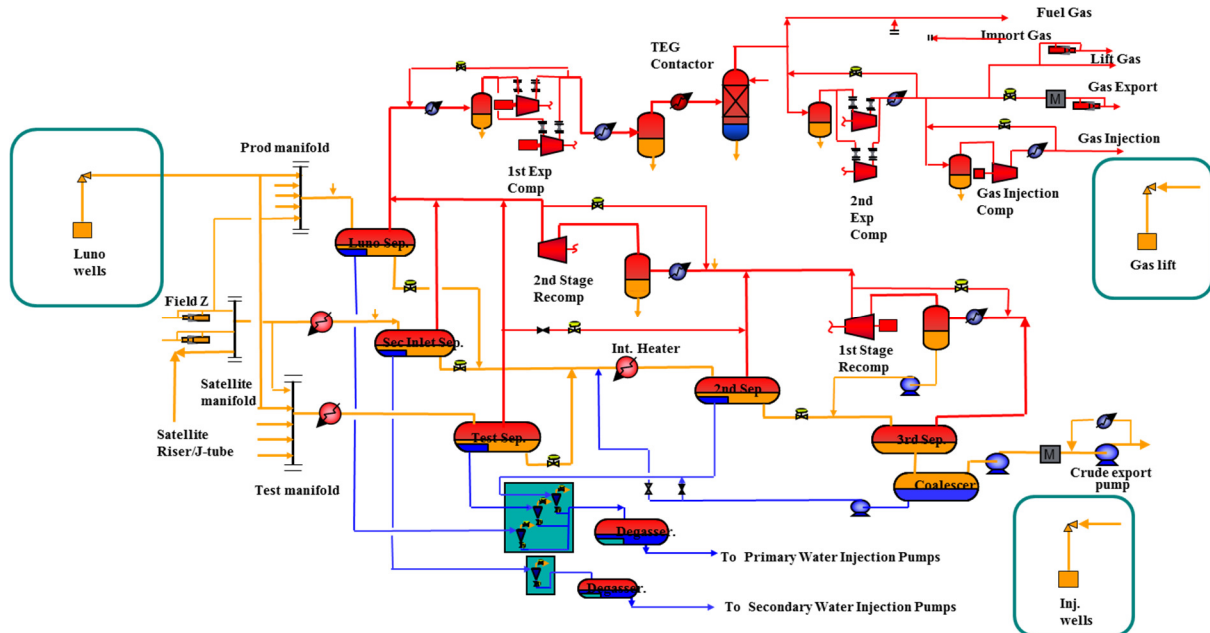 Fuel Gas
Import Gas
TEG
Contactor
Lift Gas
M
Gas Export
Gas Injection
Prod manifold
1st Exp
Comp
2nd
Exp
Comp
Gas Injection
Comp
Luno Sep.
Luno
wells
2nd Stage
Recomp
Gas lift
Field Z
Sec Inlet Sep.
Int. Heater
1st Stage
Recomp
Satellite
manifold
2nd Sep.
Satellite
Riser/J-tube
Test Sep.
3rd Sep.
M
Crude export
pump
Coalescer
Test manifold
Degasser.
To Primary Water Injection Pumps
Degasser.
To Secondary Water Injection Pumps
Inj.
wells